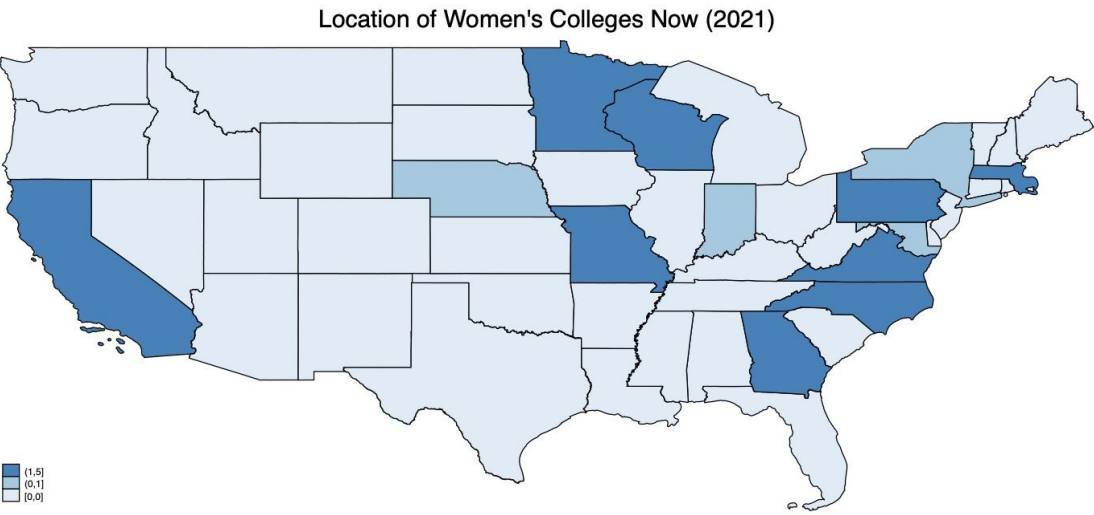 Location of Women's Colleges Now (2021)
(1,5]
(0,1]
[0,0]